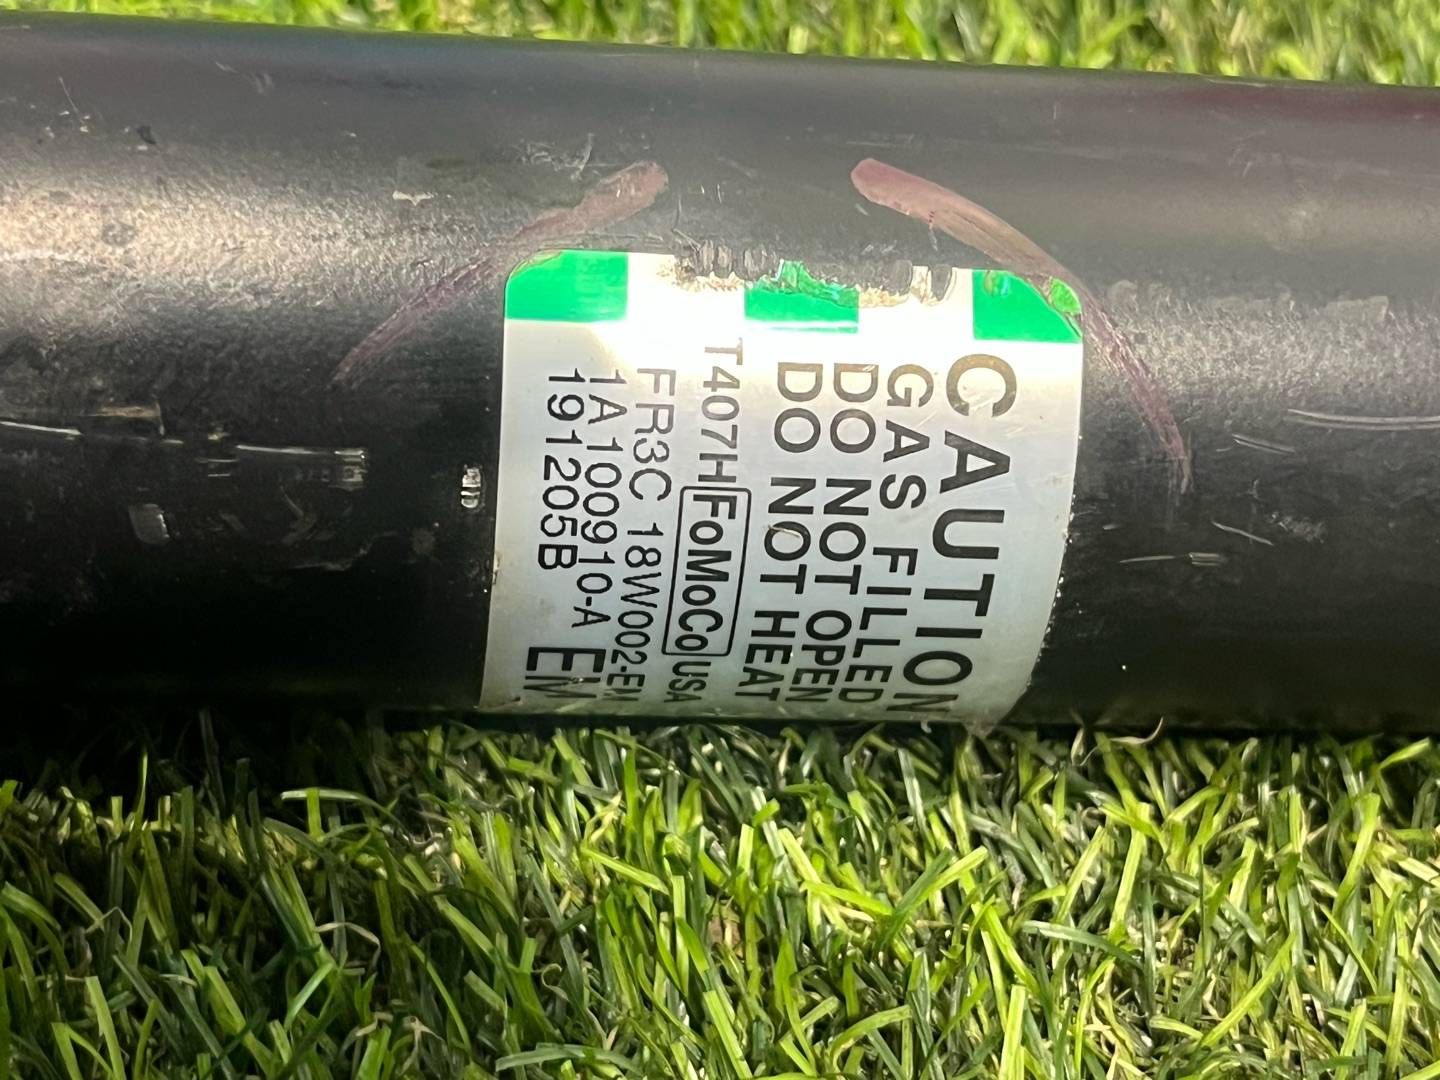 CAUTION
GAS FILLED
DO NOT OPEN
DO NOT HEAT
T407H FoMoCo USA
FR3C 18W002-EM
1A100910-A
191205B EM